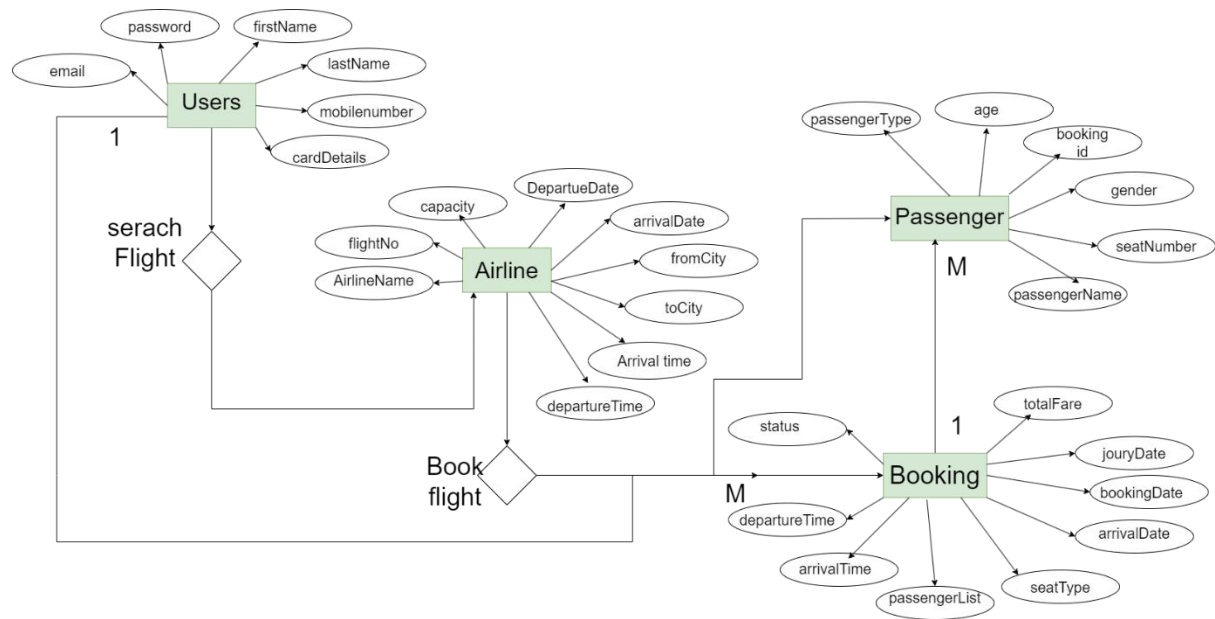 password
firstName
email
lastName
Users
mobilenumber
1
cardDetails
serach
Flight
capacity
DepartueDate
flightNo
arrivalDate
AirlineName
Airline
fromCity
toCity
Arrival time
departureTime
Book
flight
passengerType
age
booking
id
gender
Passenger
seatNumber
M
passengerName
status
1
totalFare
jouryDate
Booking
bookingDate
M
departureTime
arrivalDate
arrivalTime
passengerList
seatType